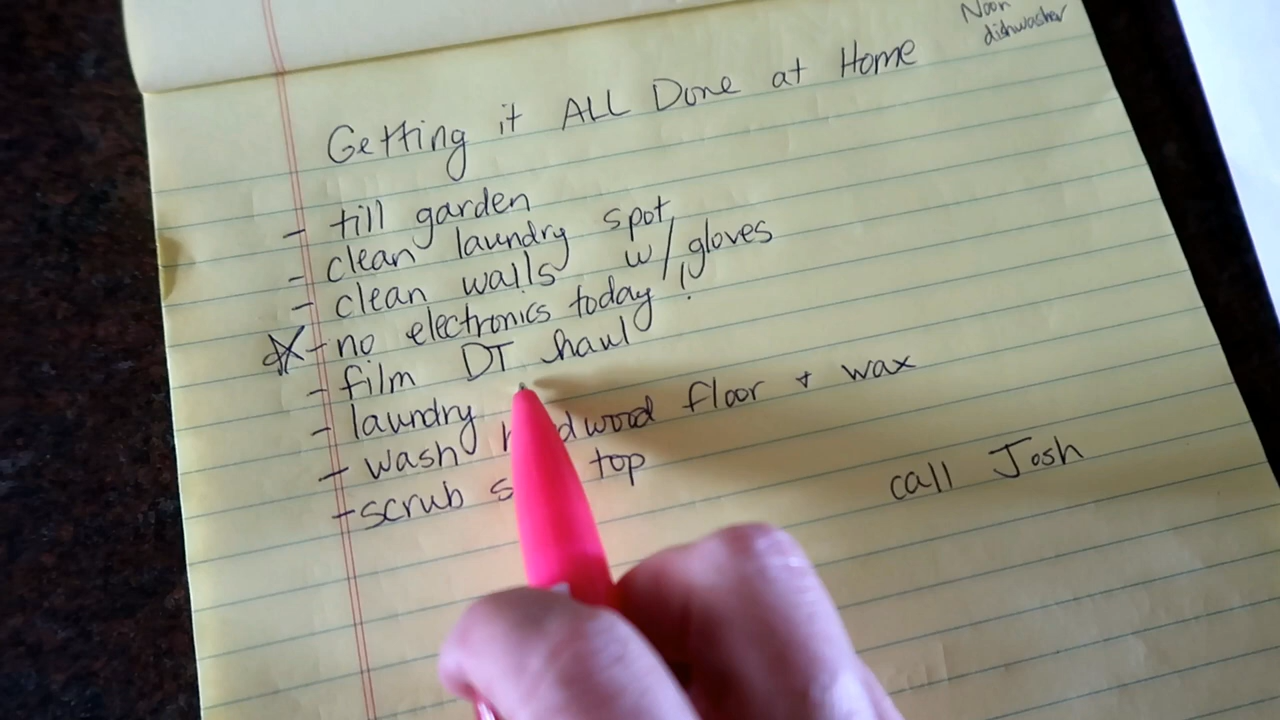 Noon
dishwasher
Getting it ALL Done at Home
- till garden
- clean laundry spot
- clean walls w/gloves
- no electronics today!
- film DT haul
- laundry
- wash floor + wax
- scrub top
call Josh